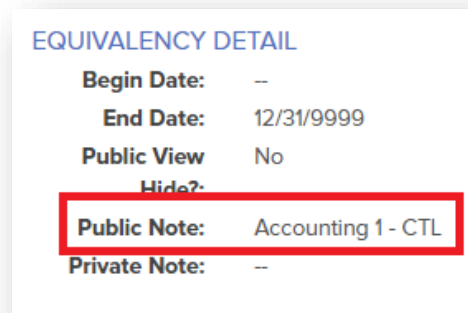 EQUIVALENCY DETAIL
Begin Date: --
End Date: 12/31/9999
Public View No
Hide?:
Public Note: Accounting 1 - CTL
Private Note: --